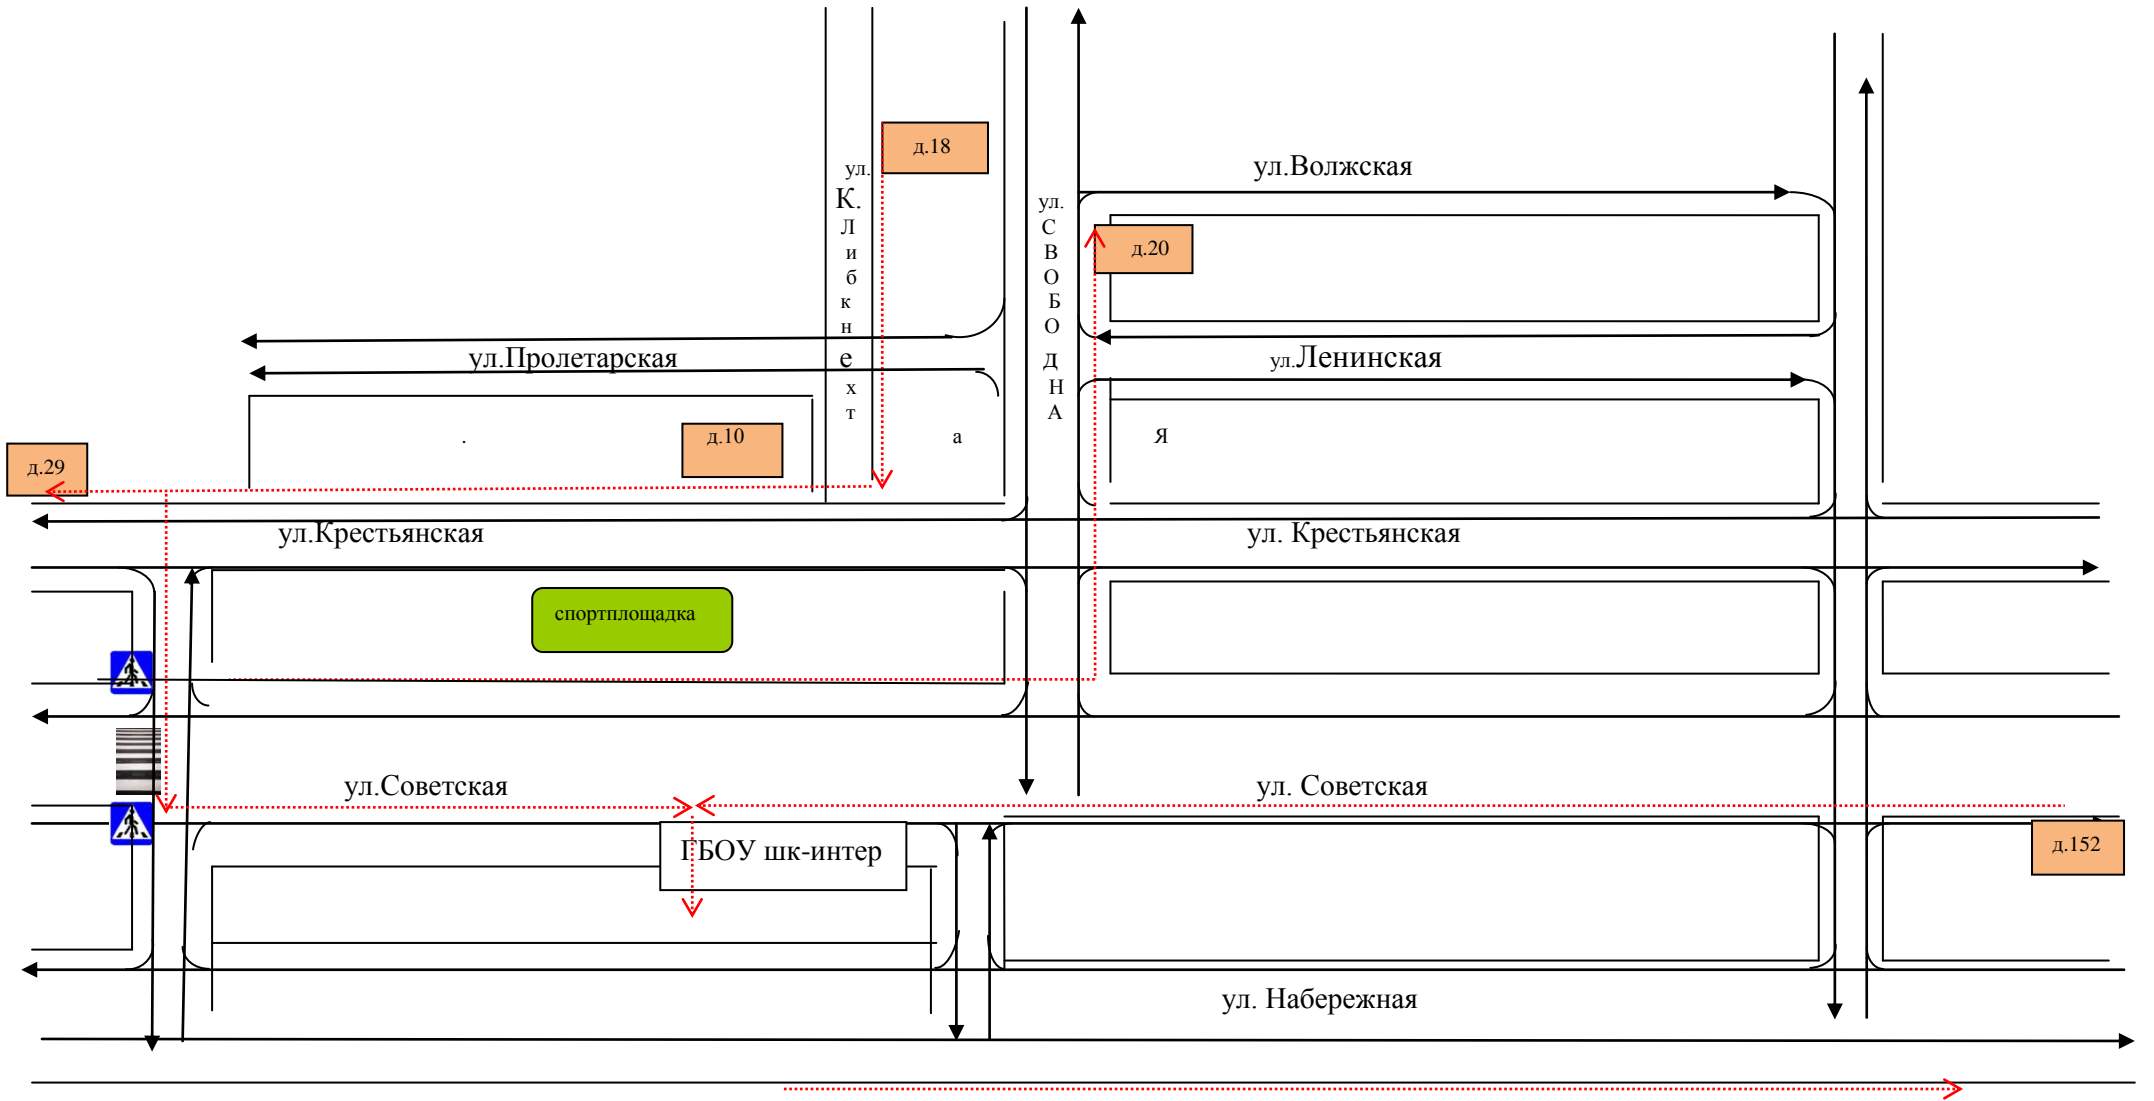 д.18
ул.
К.
Л
и
б
к
н
е
х
т
ул.Волжская
ул.
С
В
О
Б
О
Д
Н
А
а
Я
д.20
ул.Пролетарская
ул.Ленинская
.
д.10
д.29
ул.Крестьянская
ул. Крестьянская
спортплощадка
ул.Советская
ул. Советская
ГБОУ шк-интер
д.152
ул. Набережная